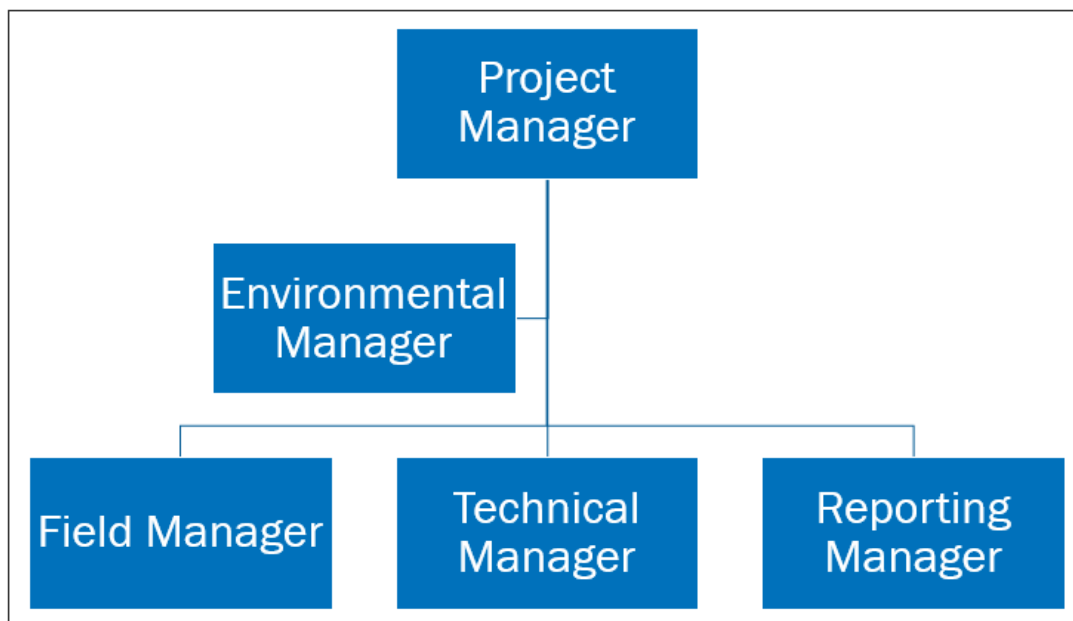 Project
Manager
Environmental
Manager
Field Manager
Technical
Manager
Reporting
Manager